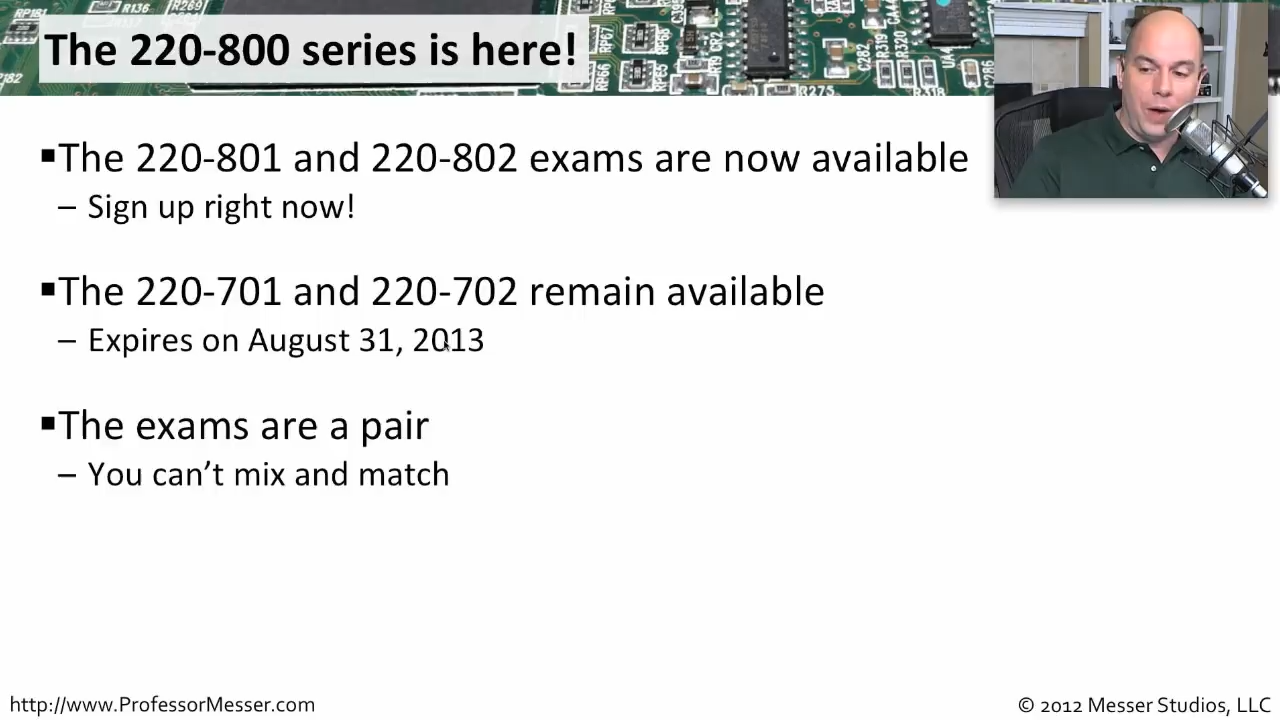 The 220-800 series is here!
▪The 220-801 and 220-802 exams are now available
– Sign up right now!
▪The 220-701 and 220-702 remain available
– Expires on August 31, 2013
▪The exams are a pair
– You can’t mix and match
http://www.ProfessorMesser.com
© 2012 Messer Studios, LLC